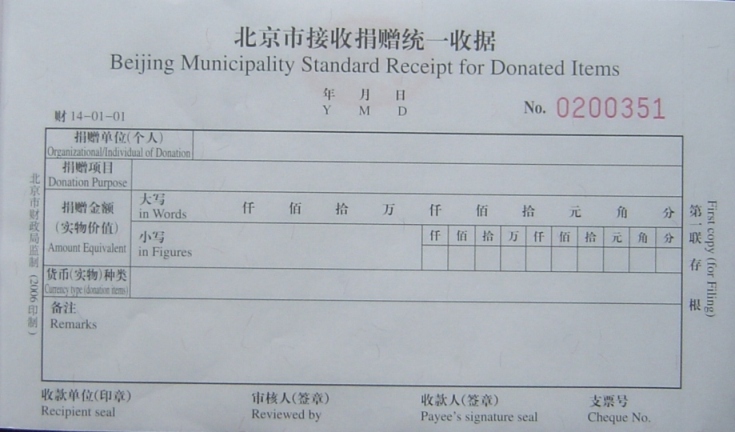 北京市接收捐赠统一收据
Beijing Municipality Standard Receipt for Donated Items
年 月 日
Y M D
No. 0200351
财 14-01-01
捐赠单位(个人)
Organizational/Individual of Donation
捐赠项目
Donation Purpose
捐赠金额
(实物价值)
Amount Equivalent
大写
in Words
仟 佰 拾 万 仟 佰 拾 元 角 分
小写
in Figures
仟 佰 拾 万 仟 佰 拾 元 角 分
货币(实物)种类
Currency type (donation items)
备注
Remarks
收款单位(印章)
Recipient seal
审核人(签章)
Reviewed by
收款人(签章)
Payee's signature seal
支票号
Cheque No.
北京市财政局监制(2006印制)
第一联存根
First copy (for Filing)